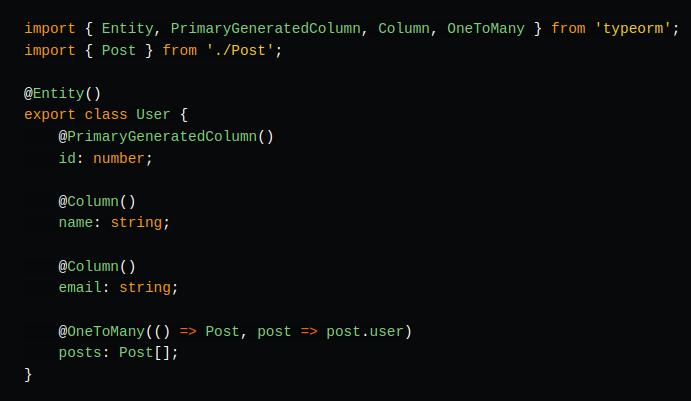 import { Entity, PrimaryGeneratedColumn, Column, OneToMany } from 'typeorm';
import { Post } from './Post';

@Entity()
export class User {
    @PrimaryGeneratedColumn()
    id: number;

    @Column()
    name: string;

    @Column()
    email: string;

    @OneToMany(() => Post, post => post.user)
    posts: Post[];
}